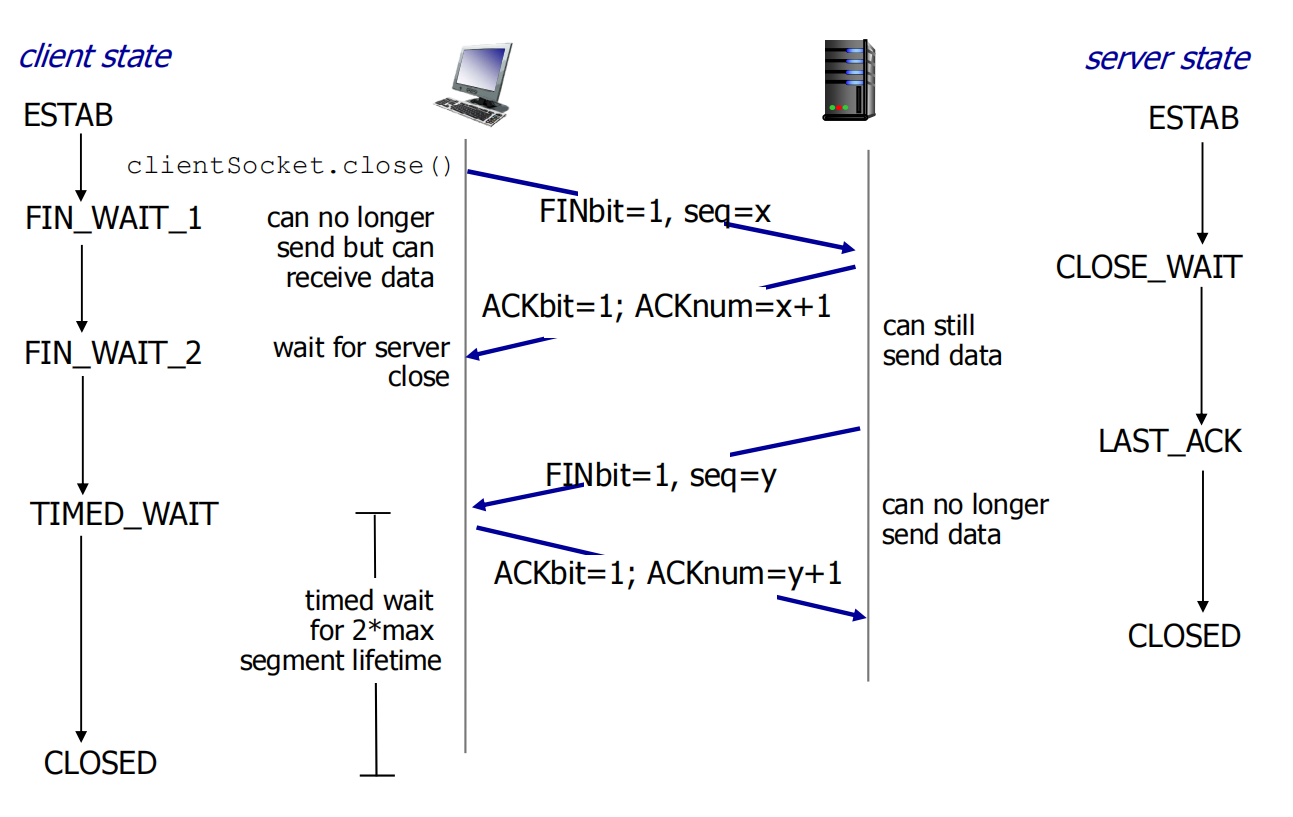 client state
server state
ESTAB
ESTAB
clientSocket.close()
FINbit=1, seq=x
FIN_WAIT_1
can no longer
send but can
receive data
CLOSE_WAIT
ACKbit=1; ACKnum=x+1
can still
send data
FIN_WAIT_2
wait for server
close
LAST_ACK
FINbit=1, seq=y
can no longer
send data
TIMED_WAIT
ACKbit=1; ACKnum=y+1
timed wait
for 2*max
segment lifetime
CLOSED
CLOSED